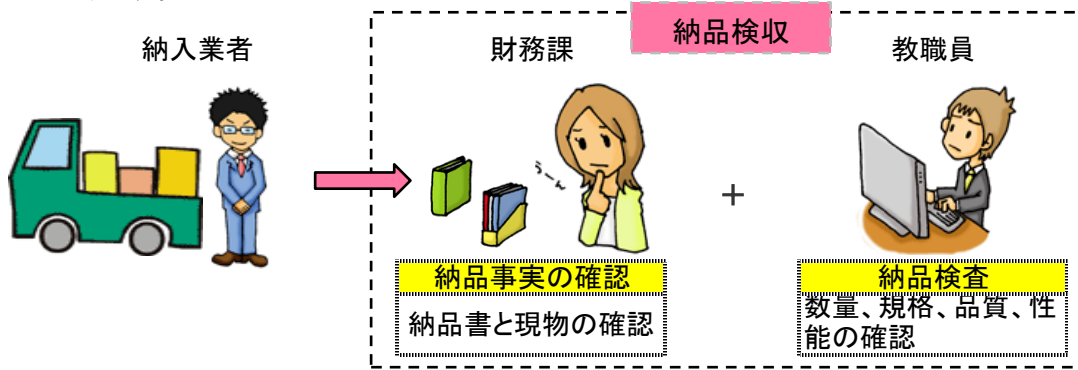 納品検収
納入業者
財務課
教職員
うーん
+
納品事実の確認
納品書と現物の確認
納品検査
数量、規格、品質、性
能の確認